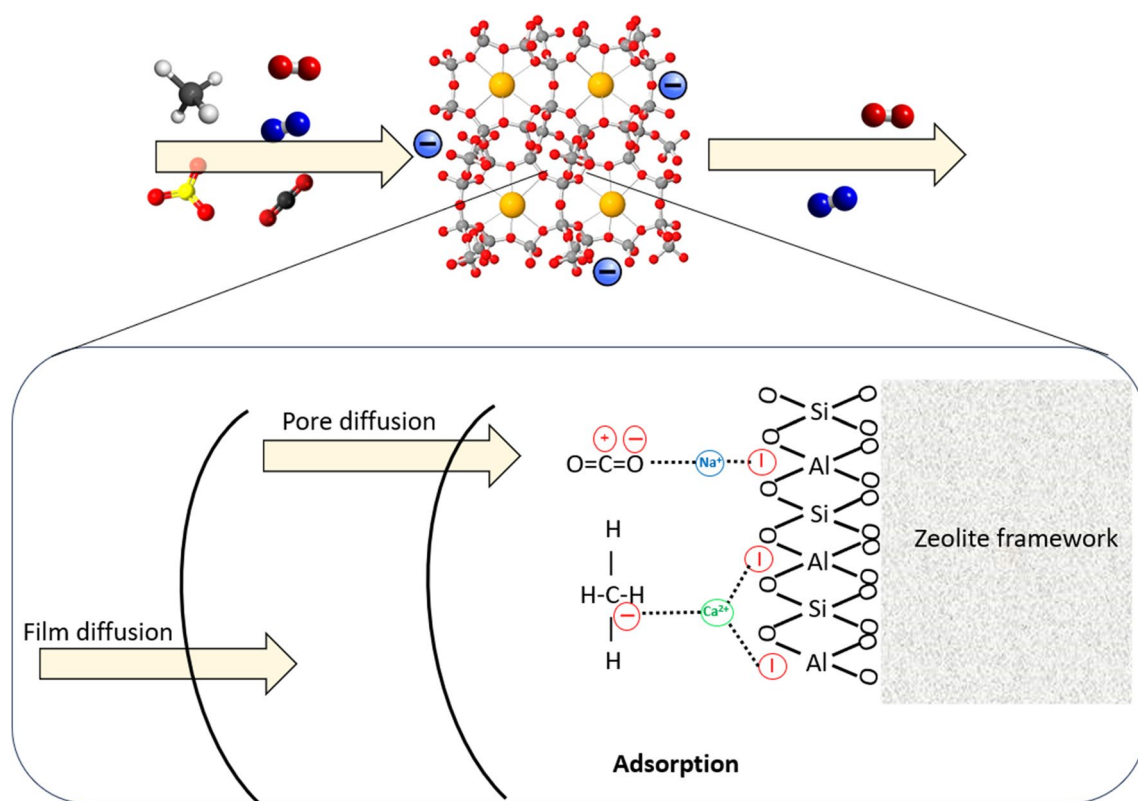 Pore diffusion
Film diffusion
+ −
O=C=O Na⁺ I
H
H-C-H
−
H
Ca²⁺
I
I
O O
Si
O O
Al
O O
Si
O O
Al
O O
Si
O O
Al
O
Zeolite framework
Adsorption